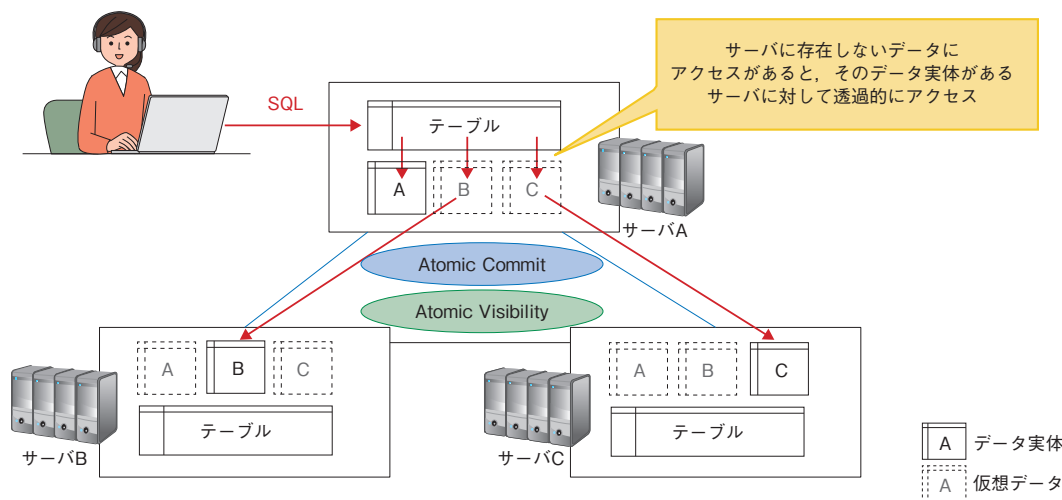 サーバに存在しないデータに
アクセスがあると，そのデータ実体がある
サーバに対して透過的にアクセス
SQL
テーブル
A
B
C
サーバA
Atomic Commit
Atomic Visibility
A
B
C
テーブル
サーバB
A
B
C
テーブル
サーバC
A データ実体
A 仮想データ